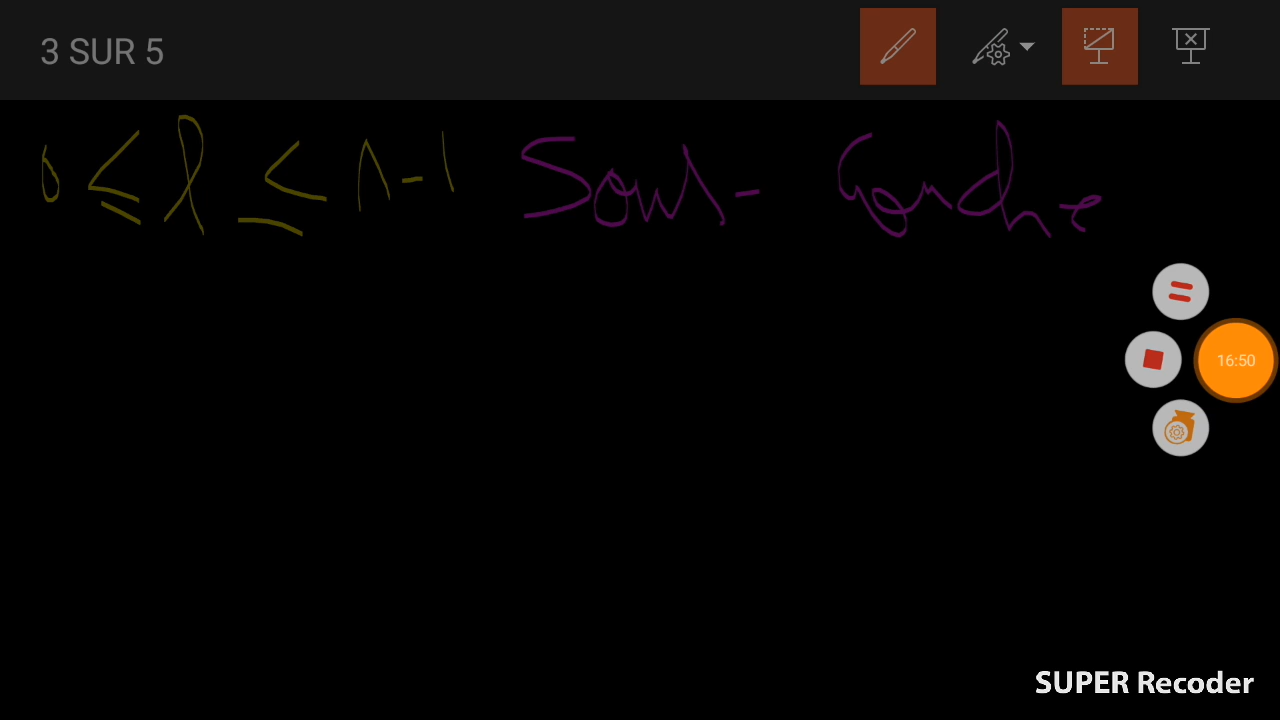 3 SUR 5
0 ≤ l ≤ n-1 Sous-Couche
16:50
SUPER Recoder